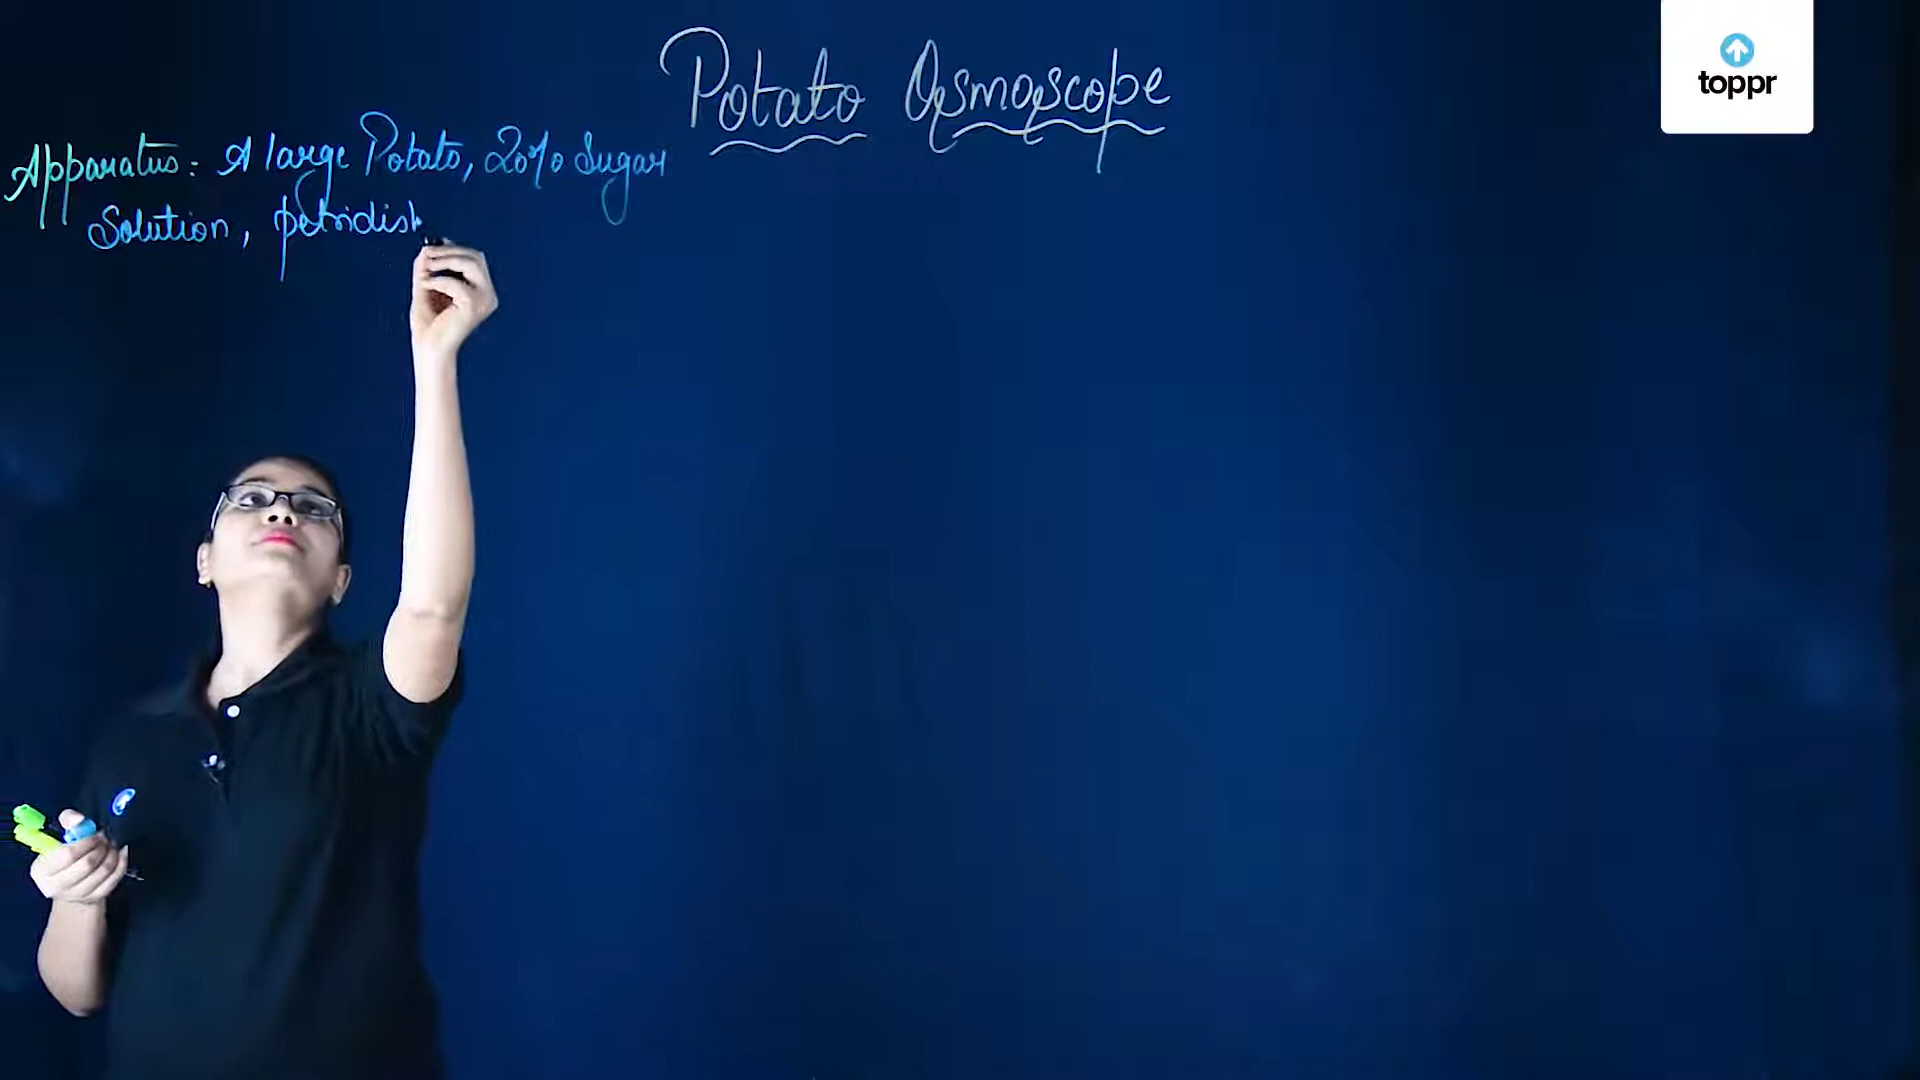 Potato Osmoscope
toppr
Apparatus: A large Potato, 20% Sugar
Solution, petridish